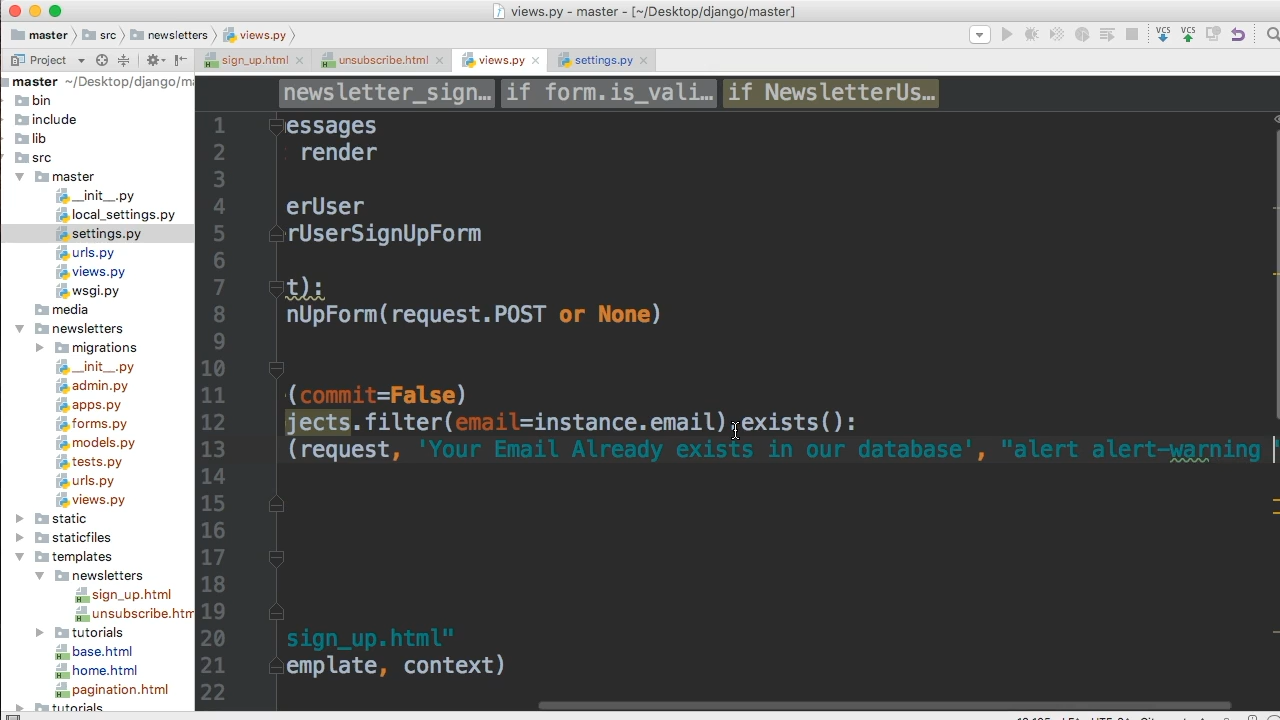 views.py - master - [~/Desktop/django/master]
master src newsletters views.py
Project sign_up.html unsubscribe.html views.py settings.py
master ~/Desktop/django/ma
newsletter_sign… if form.is_vali… if NewsletterUs…
bin
include
lib
src
master
__init__.py
local_settings.py
settings.py
urls.py
views.py
wsgi.py
media
newsletters
migrations
__init__.py
admin.py
apps.py
forms.py
models.py
tests.py
urls.py
views.py
static
staticfiles
templates
newsletters
sign_up.html
unsubscribe.htm
tutorials
base.html
home.html
pagination.html
tutorials
1 essages
2 render
3
4 erUser
5 rUserSignUpForm
6
7 t):
8 nUpForm(request.POST or None)
9
10
11 (commit=False)
12 jects.filter(email=instance.email).exists():
13 (request, 'Your Email Already exists in our database', "alert alert-warning "
14
15
16
17
18
19
20 sign_up.html"
21 emplate, context)
22